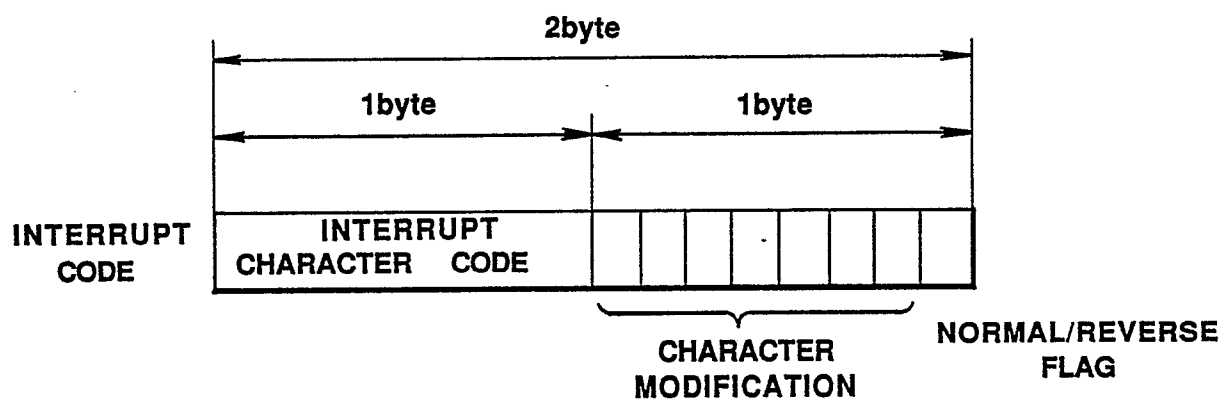 2byte
1byte
1byte
INTERRUPT
CODE
INTERRUPT
CHARACTER CODE
CHARACTER
MODIFICATION
NORMAL/REVERSE
FLAG